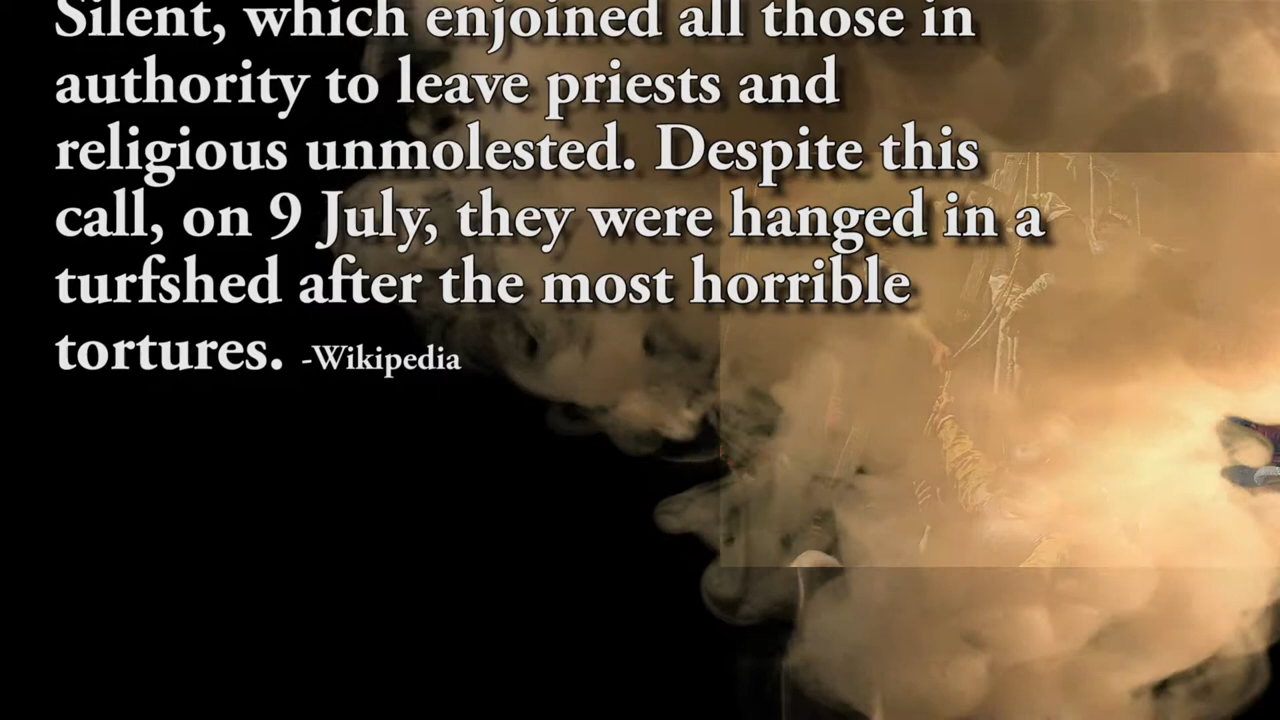 Silent, which enjoined all those in
authority to leave priests and
religious unmolested. Despite this
call, on 9 July, they were hanged in a
turfshed after the most horrible
tortures. -Wikipedia